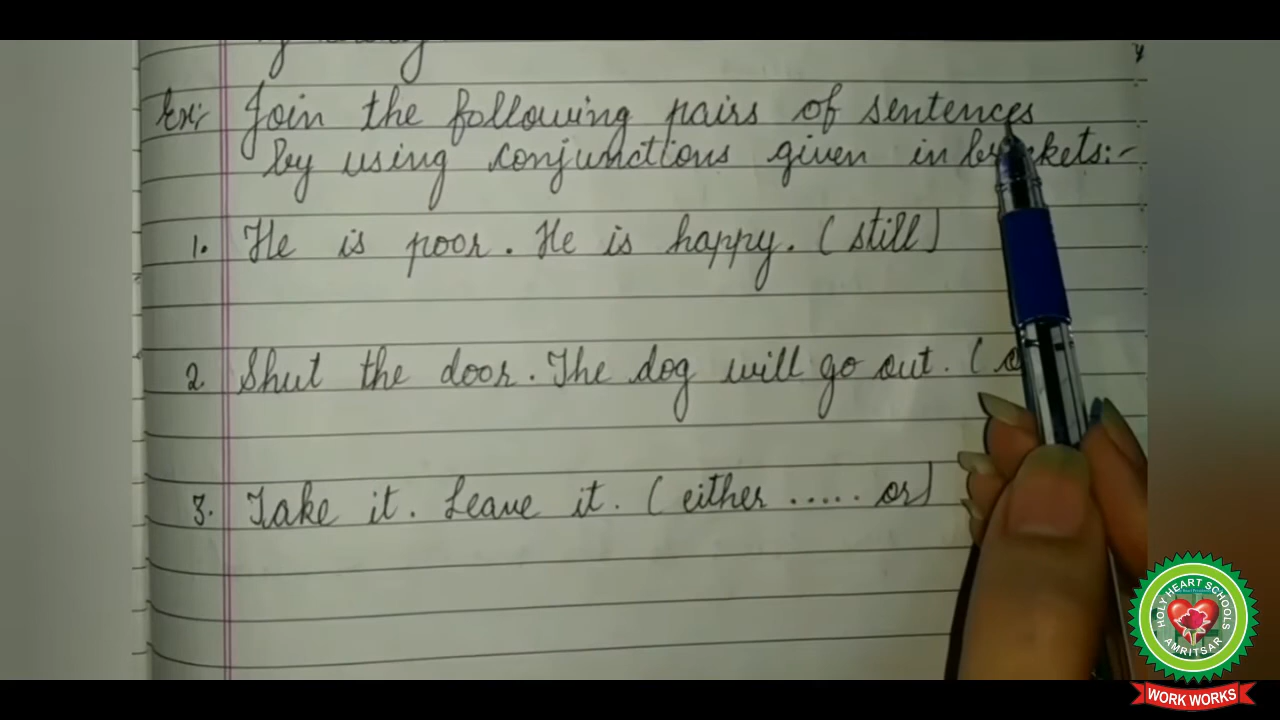 Ex:- Join the following pairs of sentences
by using conjunctions given in brackets:-
1. He is poor. He is happy. (still)
2. Shut the door. The dog will go out. (
3. Take it. Leave it. (either ..... or)
HOLY HEART SCHOOLS
AMRITSAR
WORK WORKS